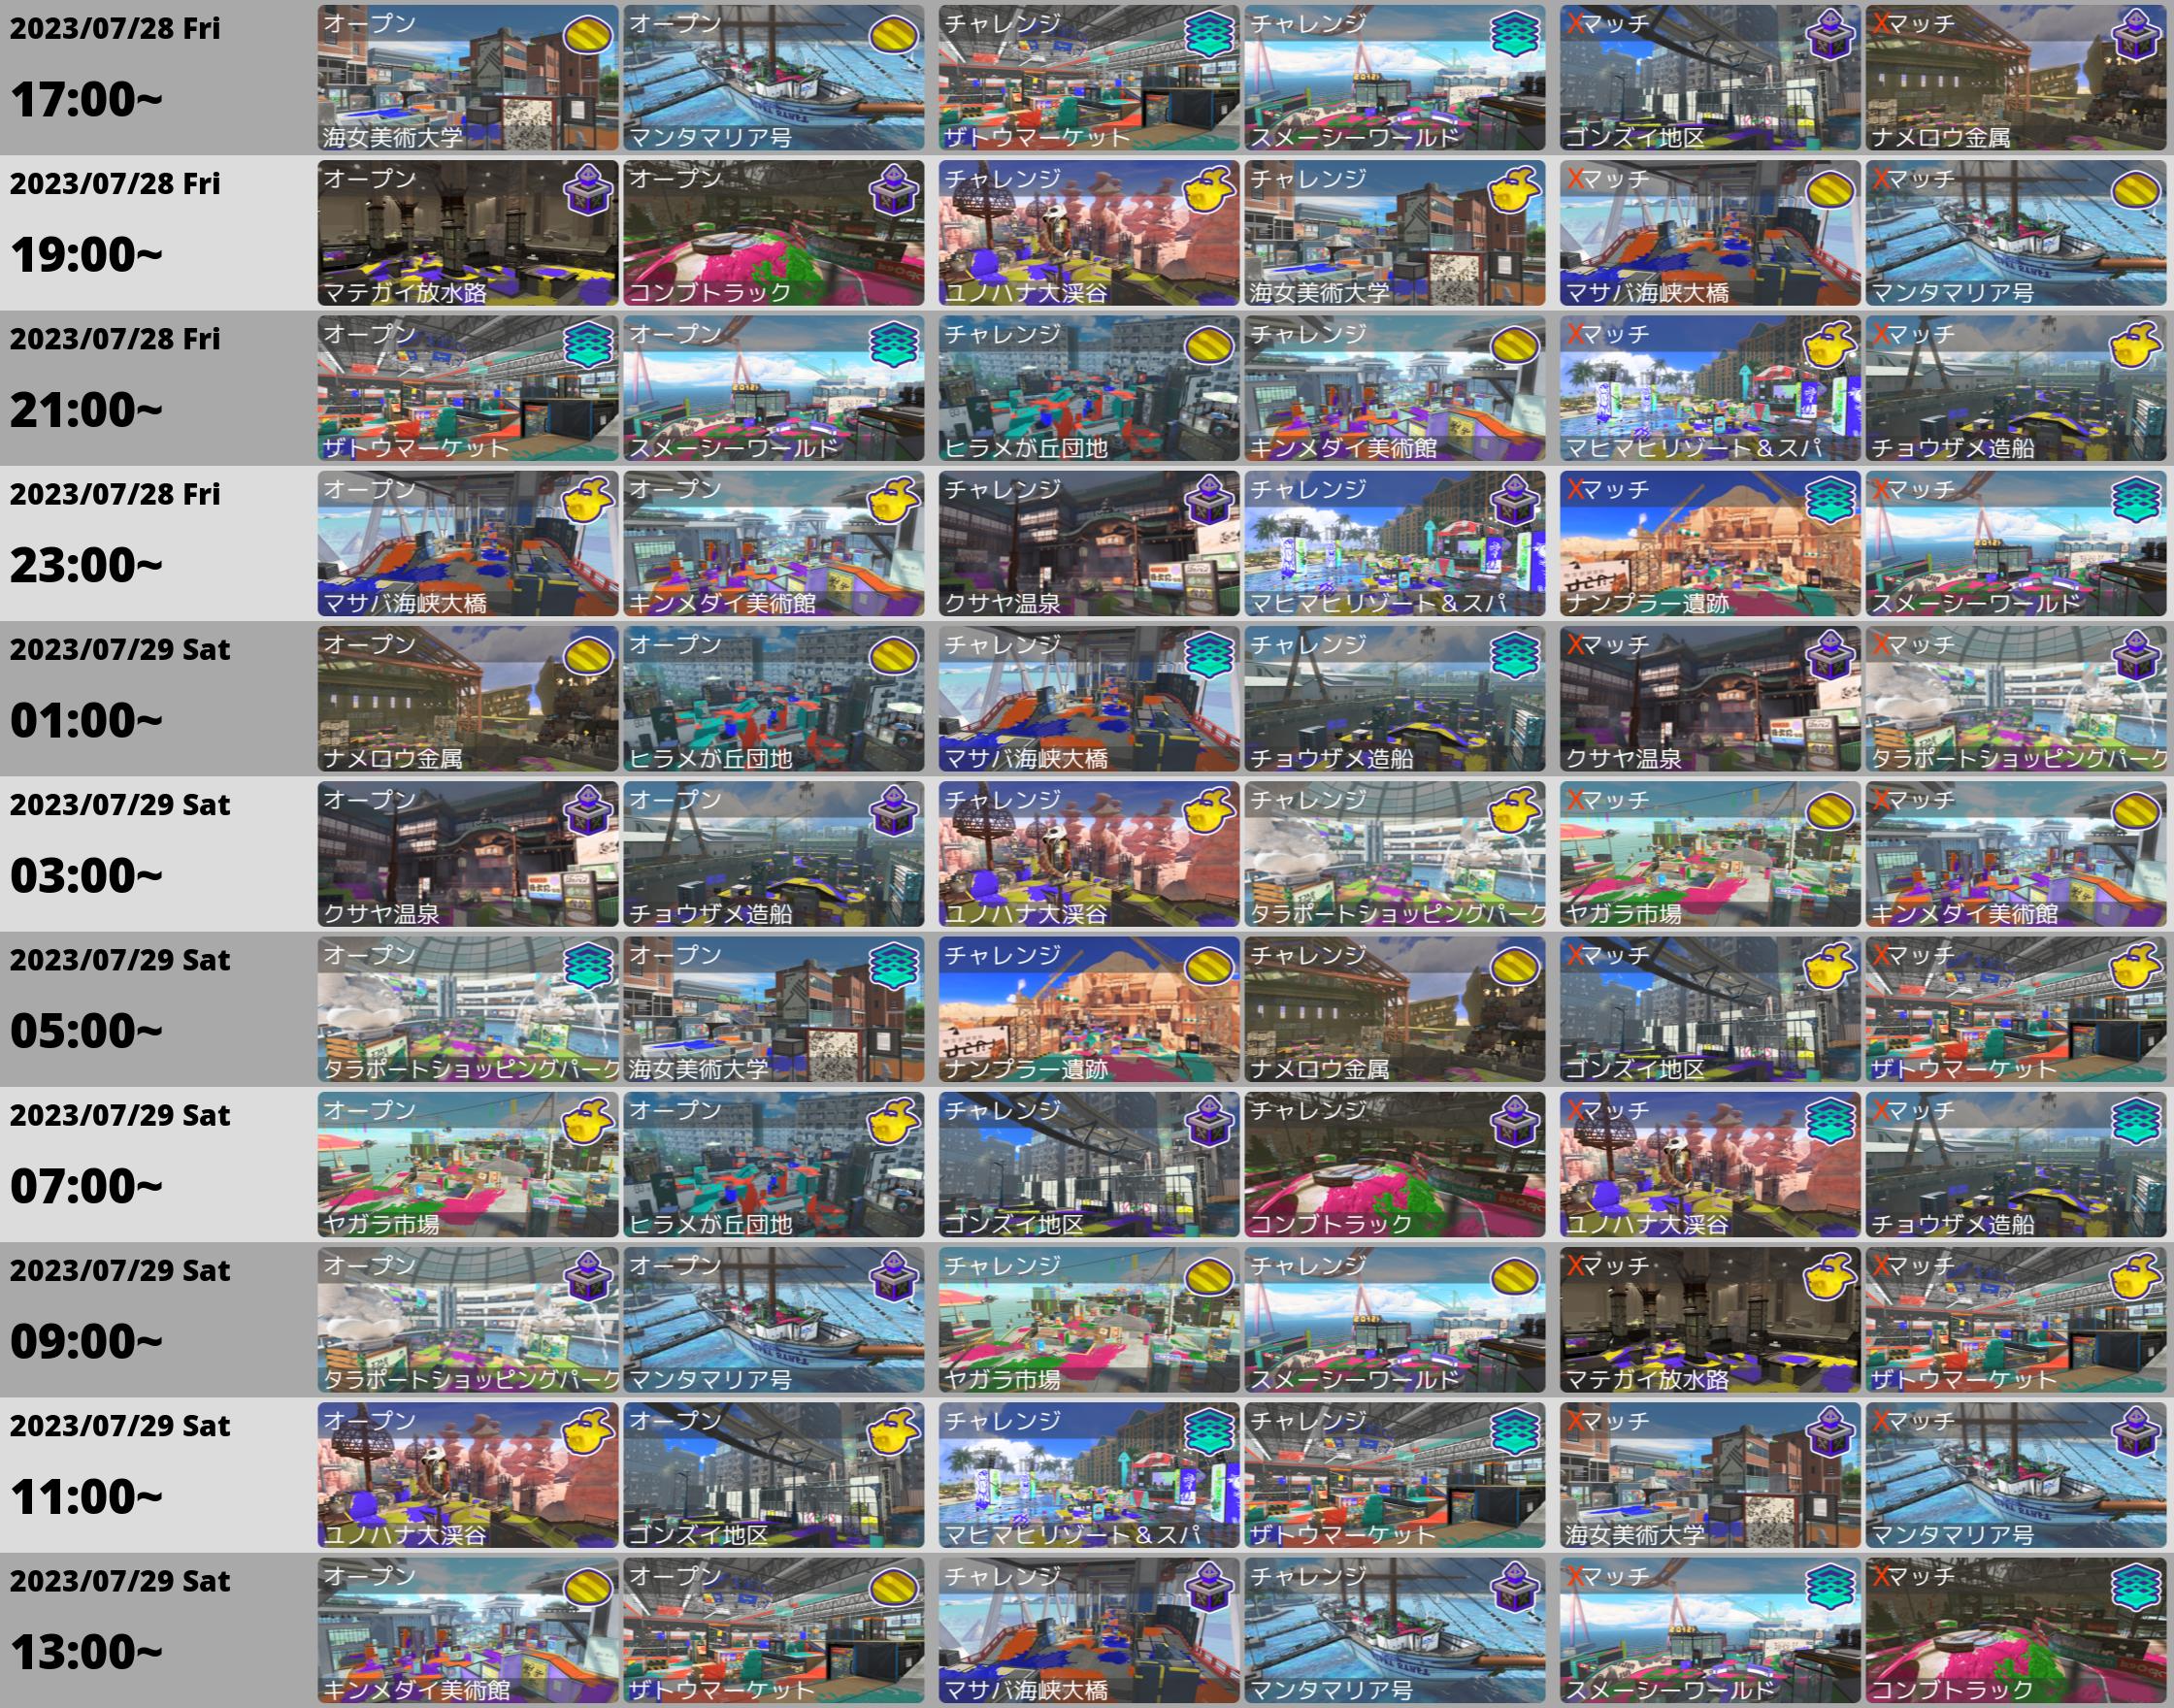 2023/07/28 Fri
17:00~
オープン オープン チャレンジ チャレンジ Xマッチ Xマッチ
海女美術大学 マンタマリア号 ザトウマーケット スメーシーワールド ゴンズイ地区 ナメロウ金属
2023/07/28 Fri
19:00~
オープン オープン チャレンジ チャレンジ Xマッチ Xマッチ
マテガイ放水路 コンブトラック ユノハナ大渓谷 海女美術大学 マサバ海峡大橋 マンタマリア号
2023/07/28 Fri
21:00~
オープン オープン チャレンジ チャレンジ Xマッチ Xマッチ
ザトウマーケット スメーシーワールド ヒラメが丘団地 キンメダイ美術館 マヒマヒリゾート&スパ チョウザメ造船
2023/07/28 Fri
23:00~
オープン オープン チャレンジ チャレンジ Xマッチ Xマッチ
マサバ海峡大橋 キンメダイ美術館 クサヤ温泉 マヒマヒリゾート&スパ ナンプラー遺跡 スメーシーワールド
2023/07/29 Sat
01:00~
オープン オープン チャレンジ チャレンジ Xマッチ Xマッチ
ナメロウ金属 ヒラメが丘団地 マサバ海峡大橋 チョウザメ造船 クサヤ温泉 タラポートショッピングパーク
2023/07/29 Sat
03:00~
オープン オープン チャレンジ チャレンジ Xマッチ Xマッチ
クサヤ温泉 チョウザメ造船 ユノハナ大渓谷 タラポートショッピングパーク ヤガラ市場 キンメダイ美術館
2023/07/29 Sat
05:00~
オープン オープン チャレンジ チャレンジ Xマッチ Xマッチ
タラポートショッピングパーク 海女美術大学 ナンプラー遺跡 ナメロウ金属 ゴンズイ地区 ザトウマーケット
2023/07/29 Sat
07:00~
オープン オープン チャレンジ チャレンジ Xマッチ Xマッチ
ヤガラ市場 ヒラメが丘団地 ゴンズイ地区 コンブトラック ユノハナ大渓谷 チョウザメ造船
2023/07/29 Sat
09:00~
オープン オープン チャレンジ チャレンジ Xマッチ Xマッチ
タラポートショッピングパーク マンタマリア号 ヤガラ市場 スメーシーワールド マテガイ放水路 ザトウマーケット
2023/07/29 Sat
11:00~
オープン オープン チャレンジ チャレンジ Xマッチ Xマッチ
ユノハナ大渓谷 ゴンズイ地区 マヒマヒリゾート&スパ ザトウマーケット 海女美術大学 マンタマリア号
2023/07/29 Sat
13:00~
オープン オープン チャレンジ チャレンジ Xマッチ Xマッチ
キンメダイ美術館 ザトウマーケット マサバ海峡大橋 マンタマリア号 スメーシーワールド コンブトラック